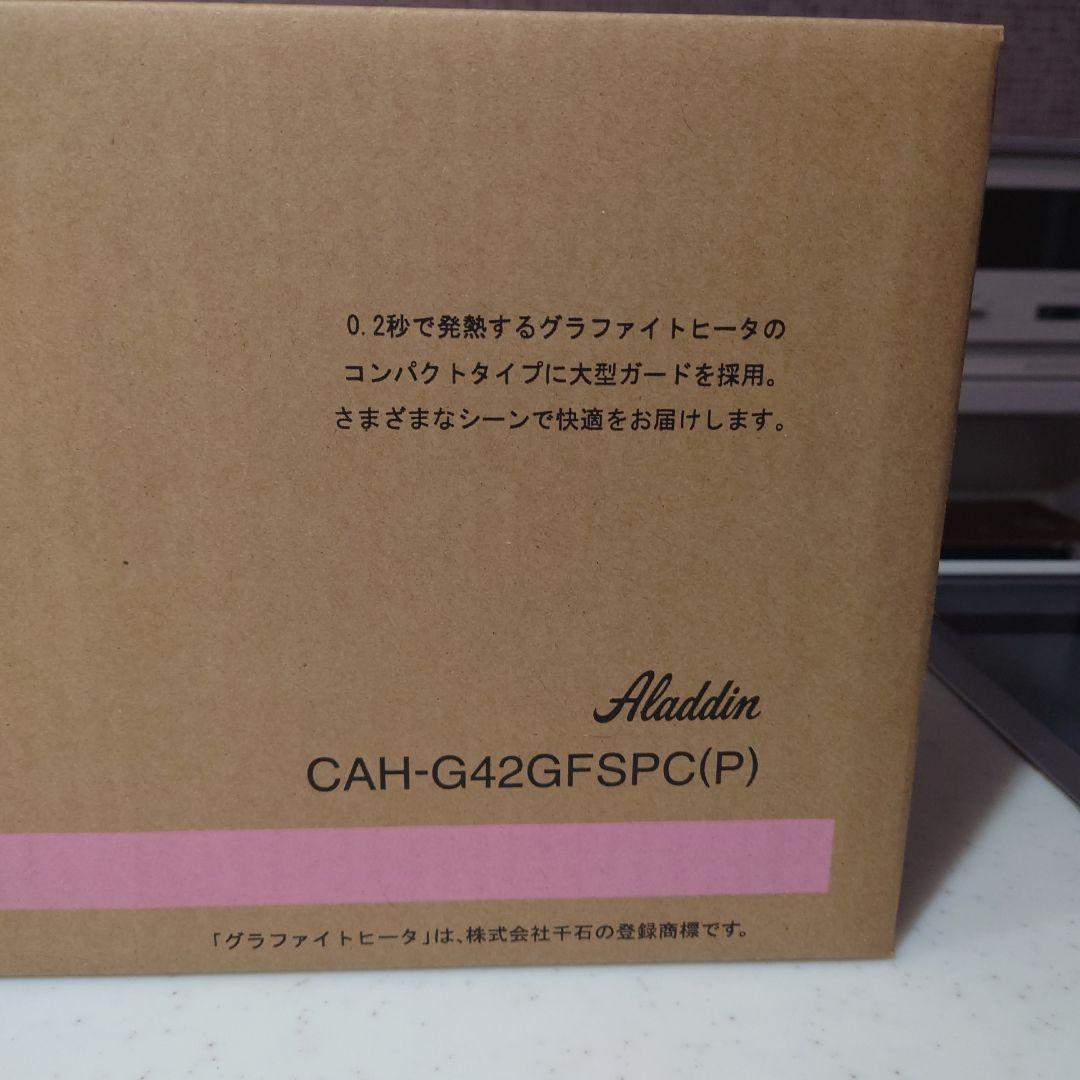 0.2秒で発熱するグラファイトヒータの
コンパクトタイプに大型ガードを採用。
さまざまなシーンで快適をお届けします。
Aladdin
CAH-G42GFSPC(P)
「グラファイトヒータ」は、株式会社千石の登録商標です。